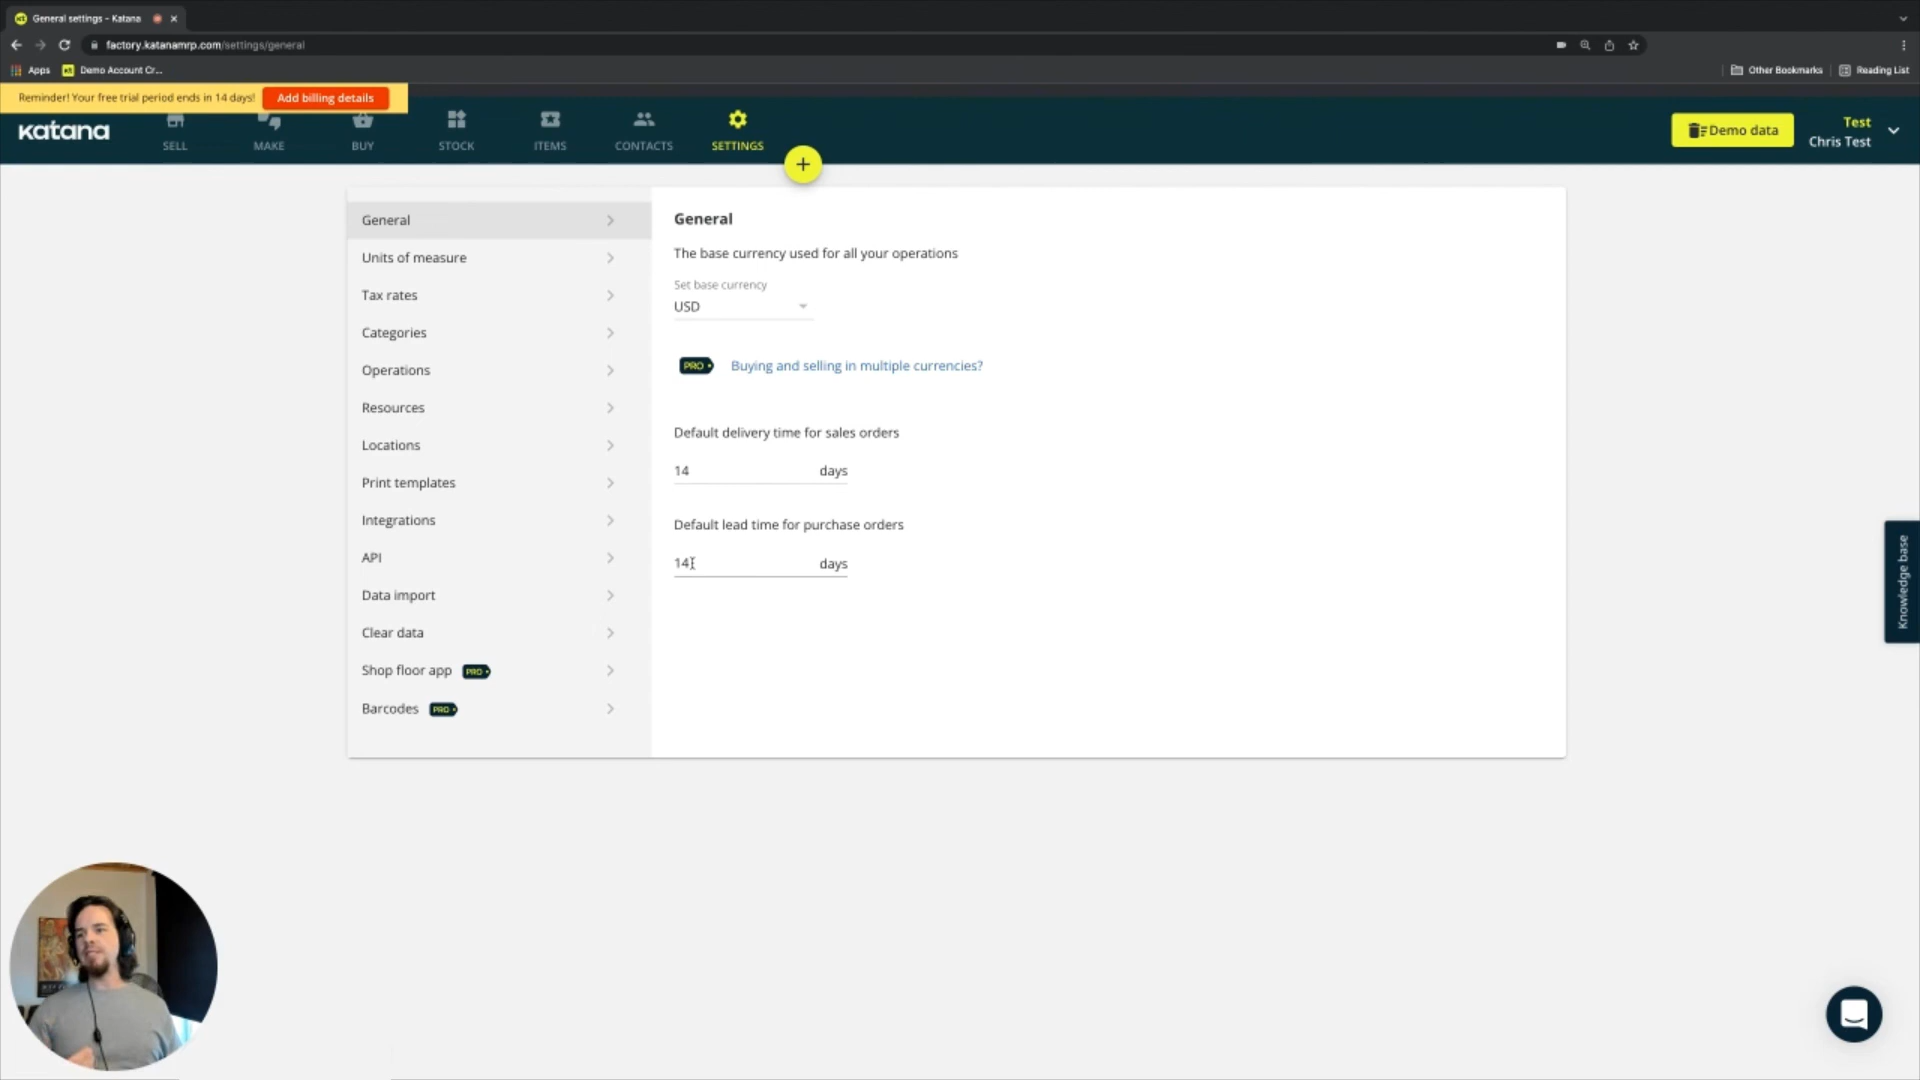 General settings - Katana
factory.katanamrp.com/settings/general
Apps
Demo Account Cr...
Other Bookmarks
Reading List
Reminder! Your free trial period ends in 14 days!
Add billing details
katana
SELL
MAKE
BUY
STOCK
ITEMS
CONTACTS
SETTINGS
+
Demo data
Test
Chris Test
General
Units of measure
Tax rates
Categories
Operations
Resources
Locations
Print templates
Integrations
API
Data import
Clear data
Shop floor app PRO
Barcodes PRO
General
The base currency used for all your operations
Set base currency
USD
PRO Buying and selling in multiple currencies?
Default delivery time for sales orders
14 days
Default lead time for purchase orders
14 days
Knowledge base